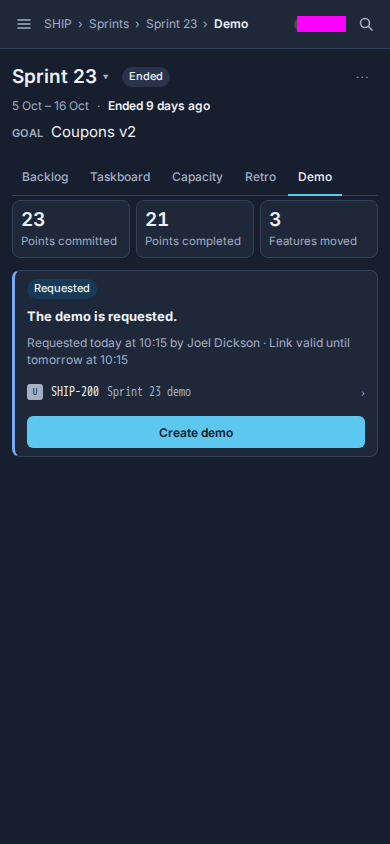 SHIP › Sprints › Sprint 23 › Demo
Sprint 23 ▾ Ended ...
5 Oct – 16 Oct · Ended 9 days ago
GOAL Coupons v2
Backlog Taskboard Capacity Retro Demo
23 21 3
Points committed Points completed Features moved
Requested
The demo is requested.
Requested today at 10:15 by Joel Dickson · Link valid until
tomorrow at 10:15
U SHIP-200 Sprint 23 demo ›
Create demo